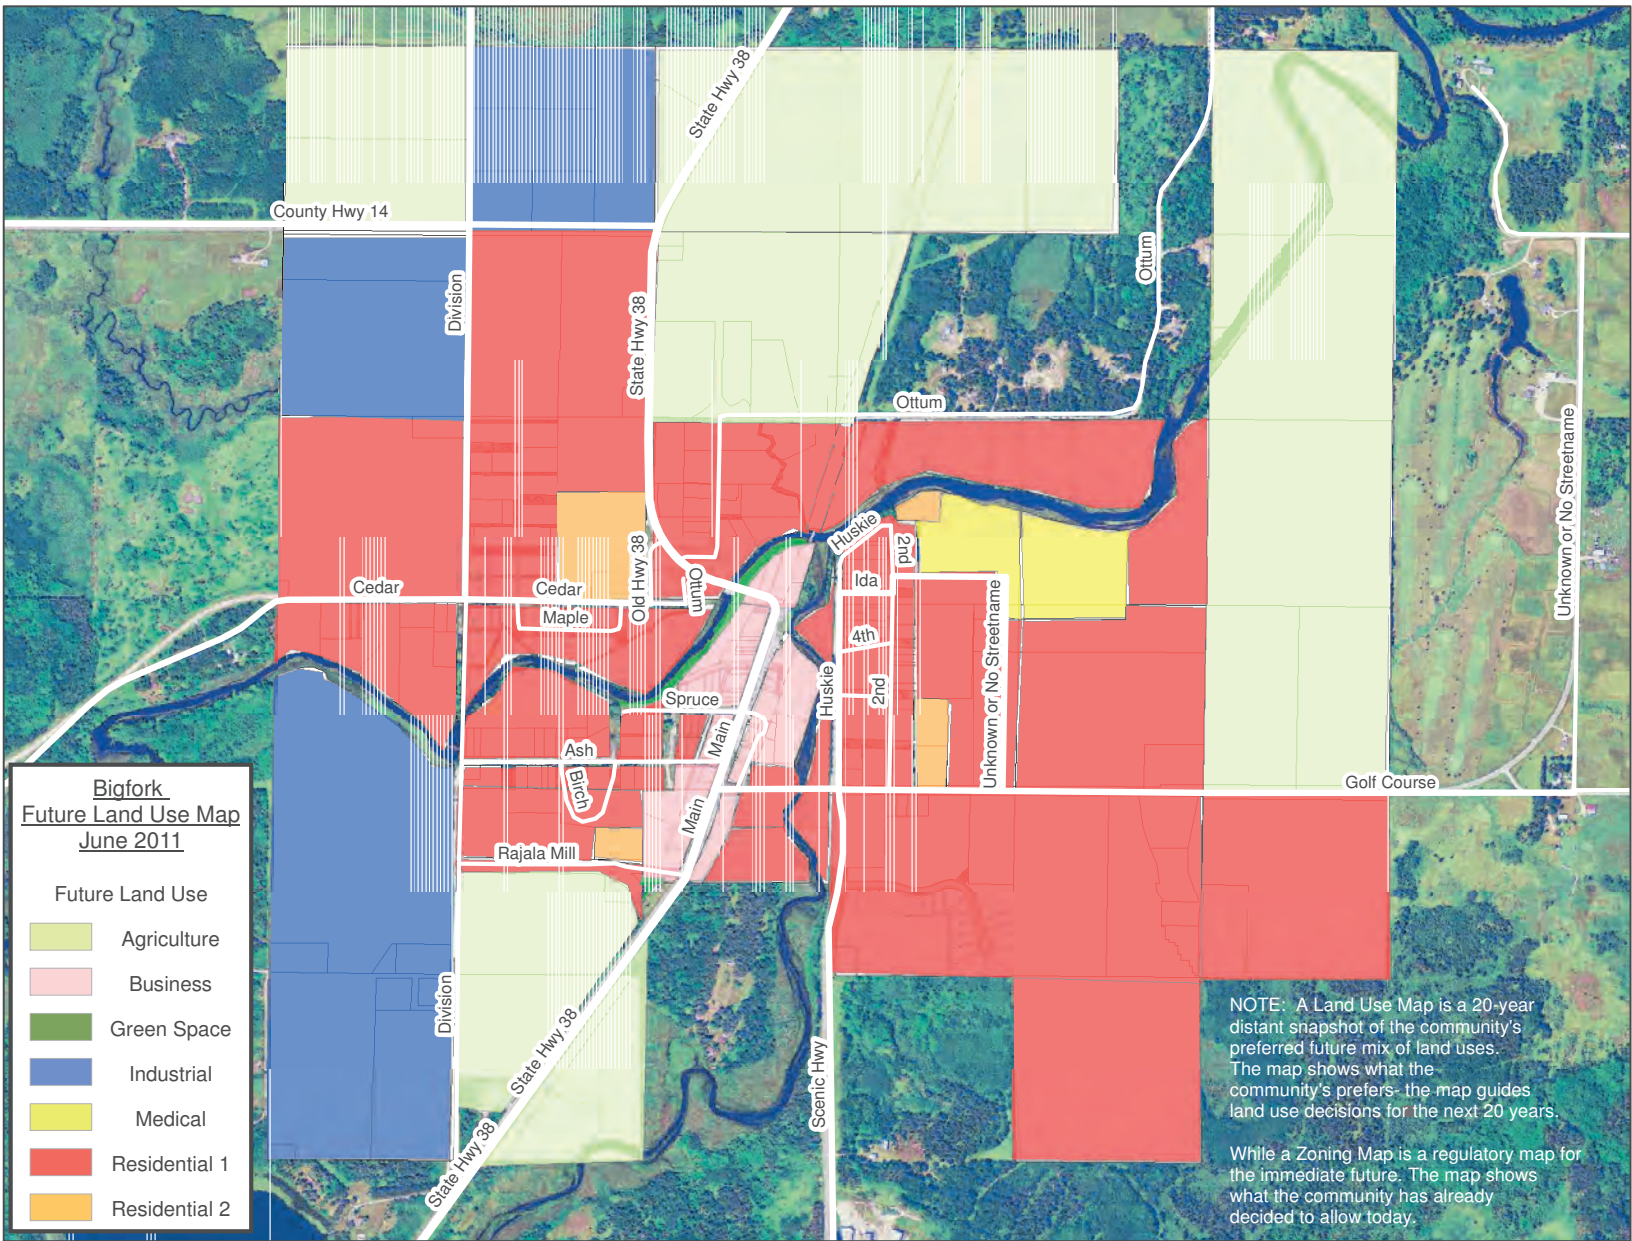 State Hwy 38
County Hwy 14
Division
State Hwy 38
Ottum
Ottum
Unknown or No Streetname
Huskie
2nd
Old Hwy 38
Ottum
Ida
Cedar
Cedar
Maple
4th
Unknown or No Streetname
Huskie
2nd
Spruce
Main
Ash
Birch
Golf Course
Main
Rajala Mill
Bigfork
Future Land Use Map
June 2011
Future Land Use
Agriculture
Business
Green Space
Industrial
Medical
Residential 1
Residential 2
Division
State Hwy 38
Scenic Hwy
State Hwy 38
NOTE: A Land Use Map is a 20-year
distant snapshot of the community's
preferred future mix of land uses.
The map shows what the
community's prefers- the map guides
land use decisions for the next 20 years.
While a Zoning Map is a regulatory map for
the immediate future. The map shows
what the community has already
decided to allow today.